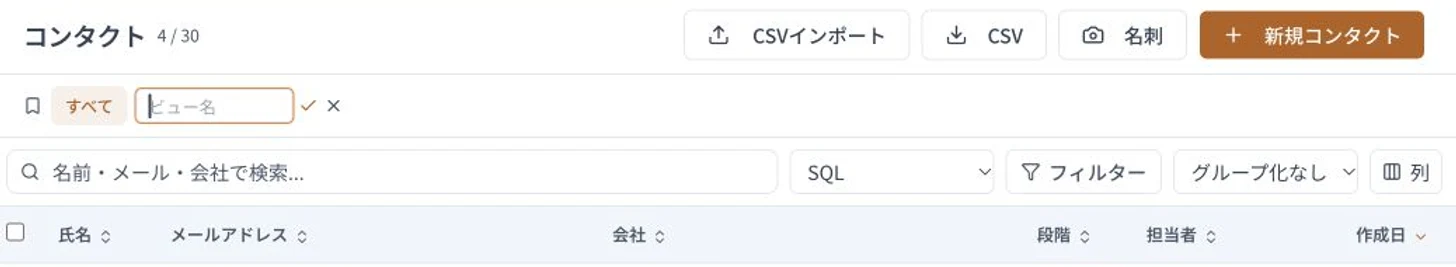 コンタクト 4 / 30 CSVインポート CSV 名刺 + 新規コンタクト
すべて ビュー名
名前・メール・会社で検索... SQL フィルター グループ化なし 列
氏名 メールアドレス 会社 段階 担当者 作成日